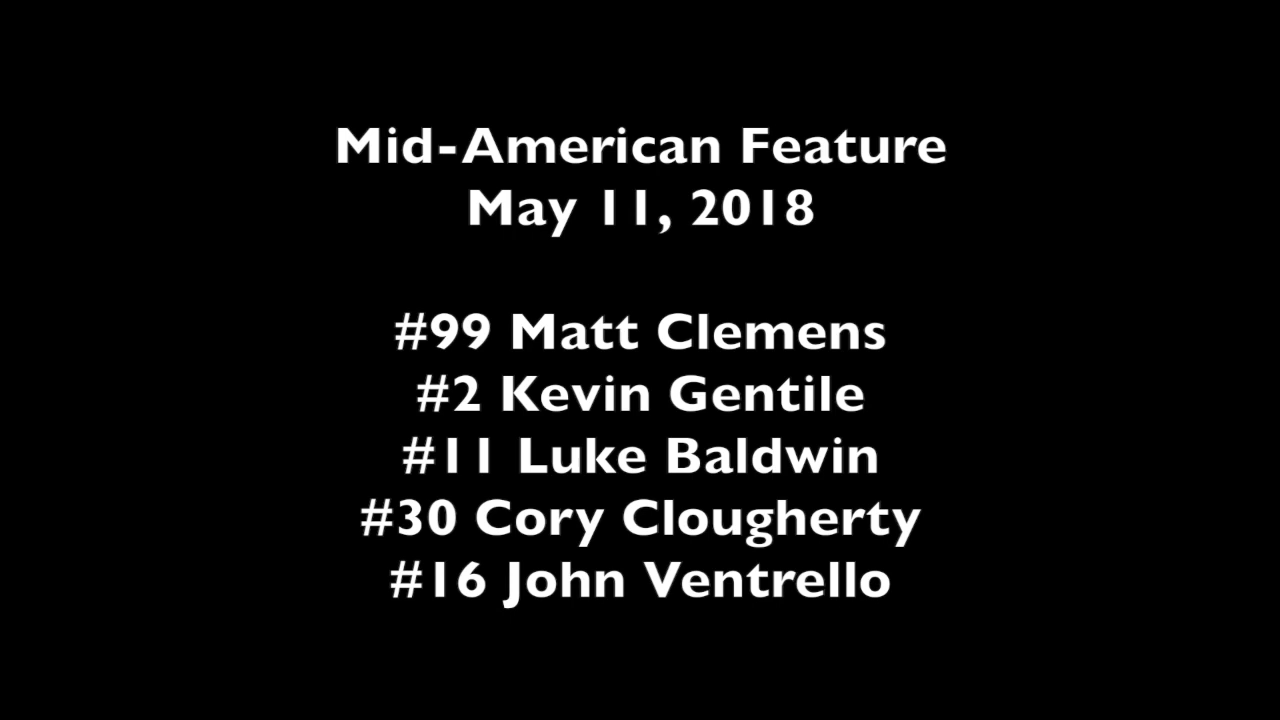 Mid-American Feature
May 11, 2018
#99 Matt Clemens
#2 Kevin Gentile
#11 Luke Baldwin
#30 Cory Clougherty
#16 John Ventrello